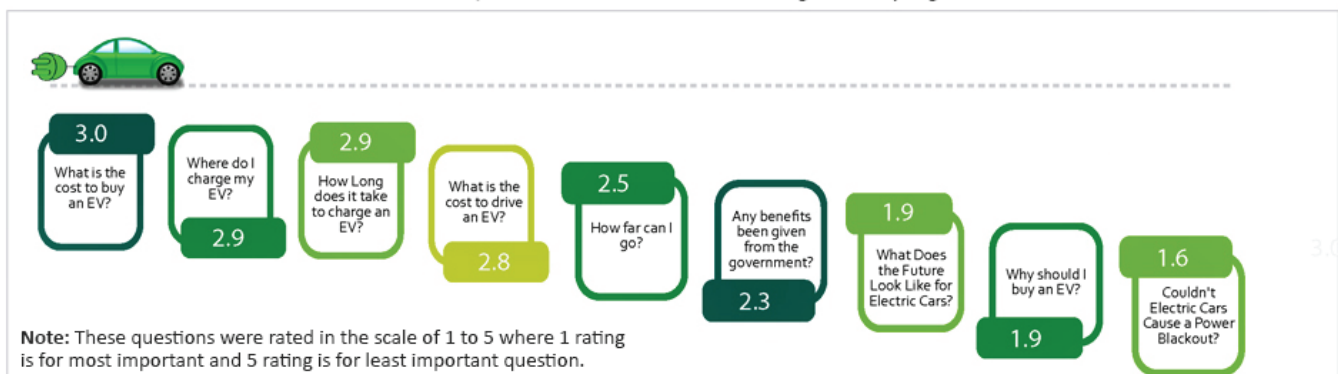 3.0
What is the
cost to buy
an EV?
Where do I
charge my
EV?
2.9
2.9
How Long
does it take
to charge an
EV?
What is the
cost to drive
an EV?
2.8
2.5
How far can I
go?
Any benefits
been given
from the
government?
2.3
1.9
What Does
the Future
Look Like for
Electric Cars?
Why should I
buy an EV?
1.9
1.6
Couldn't
Electric Cars
Cause a Power
Blackout?
Note: These questions were rated in the scale of 1 to 5 where 1 rating
is for most important and 5 rating is for least important question.